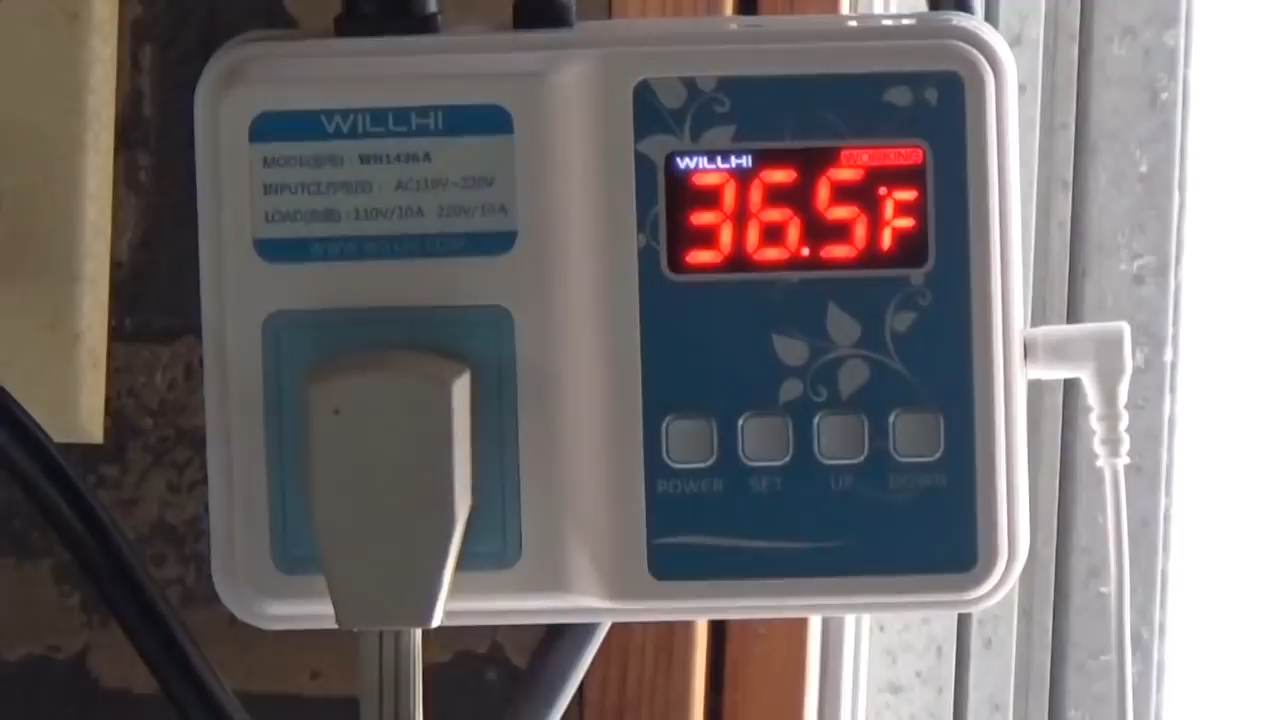 WILLHI
MODEL(型号) : WH1436A
INPUT(工作电压) : AC110V~220V
LOAD(负载) : 110V/10A 220V/10A
WILLHI WORKING
36.5F
POWER SET UP DOWN